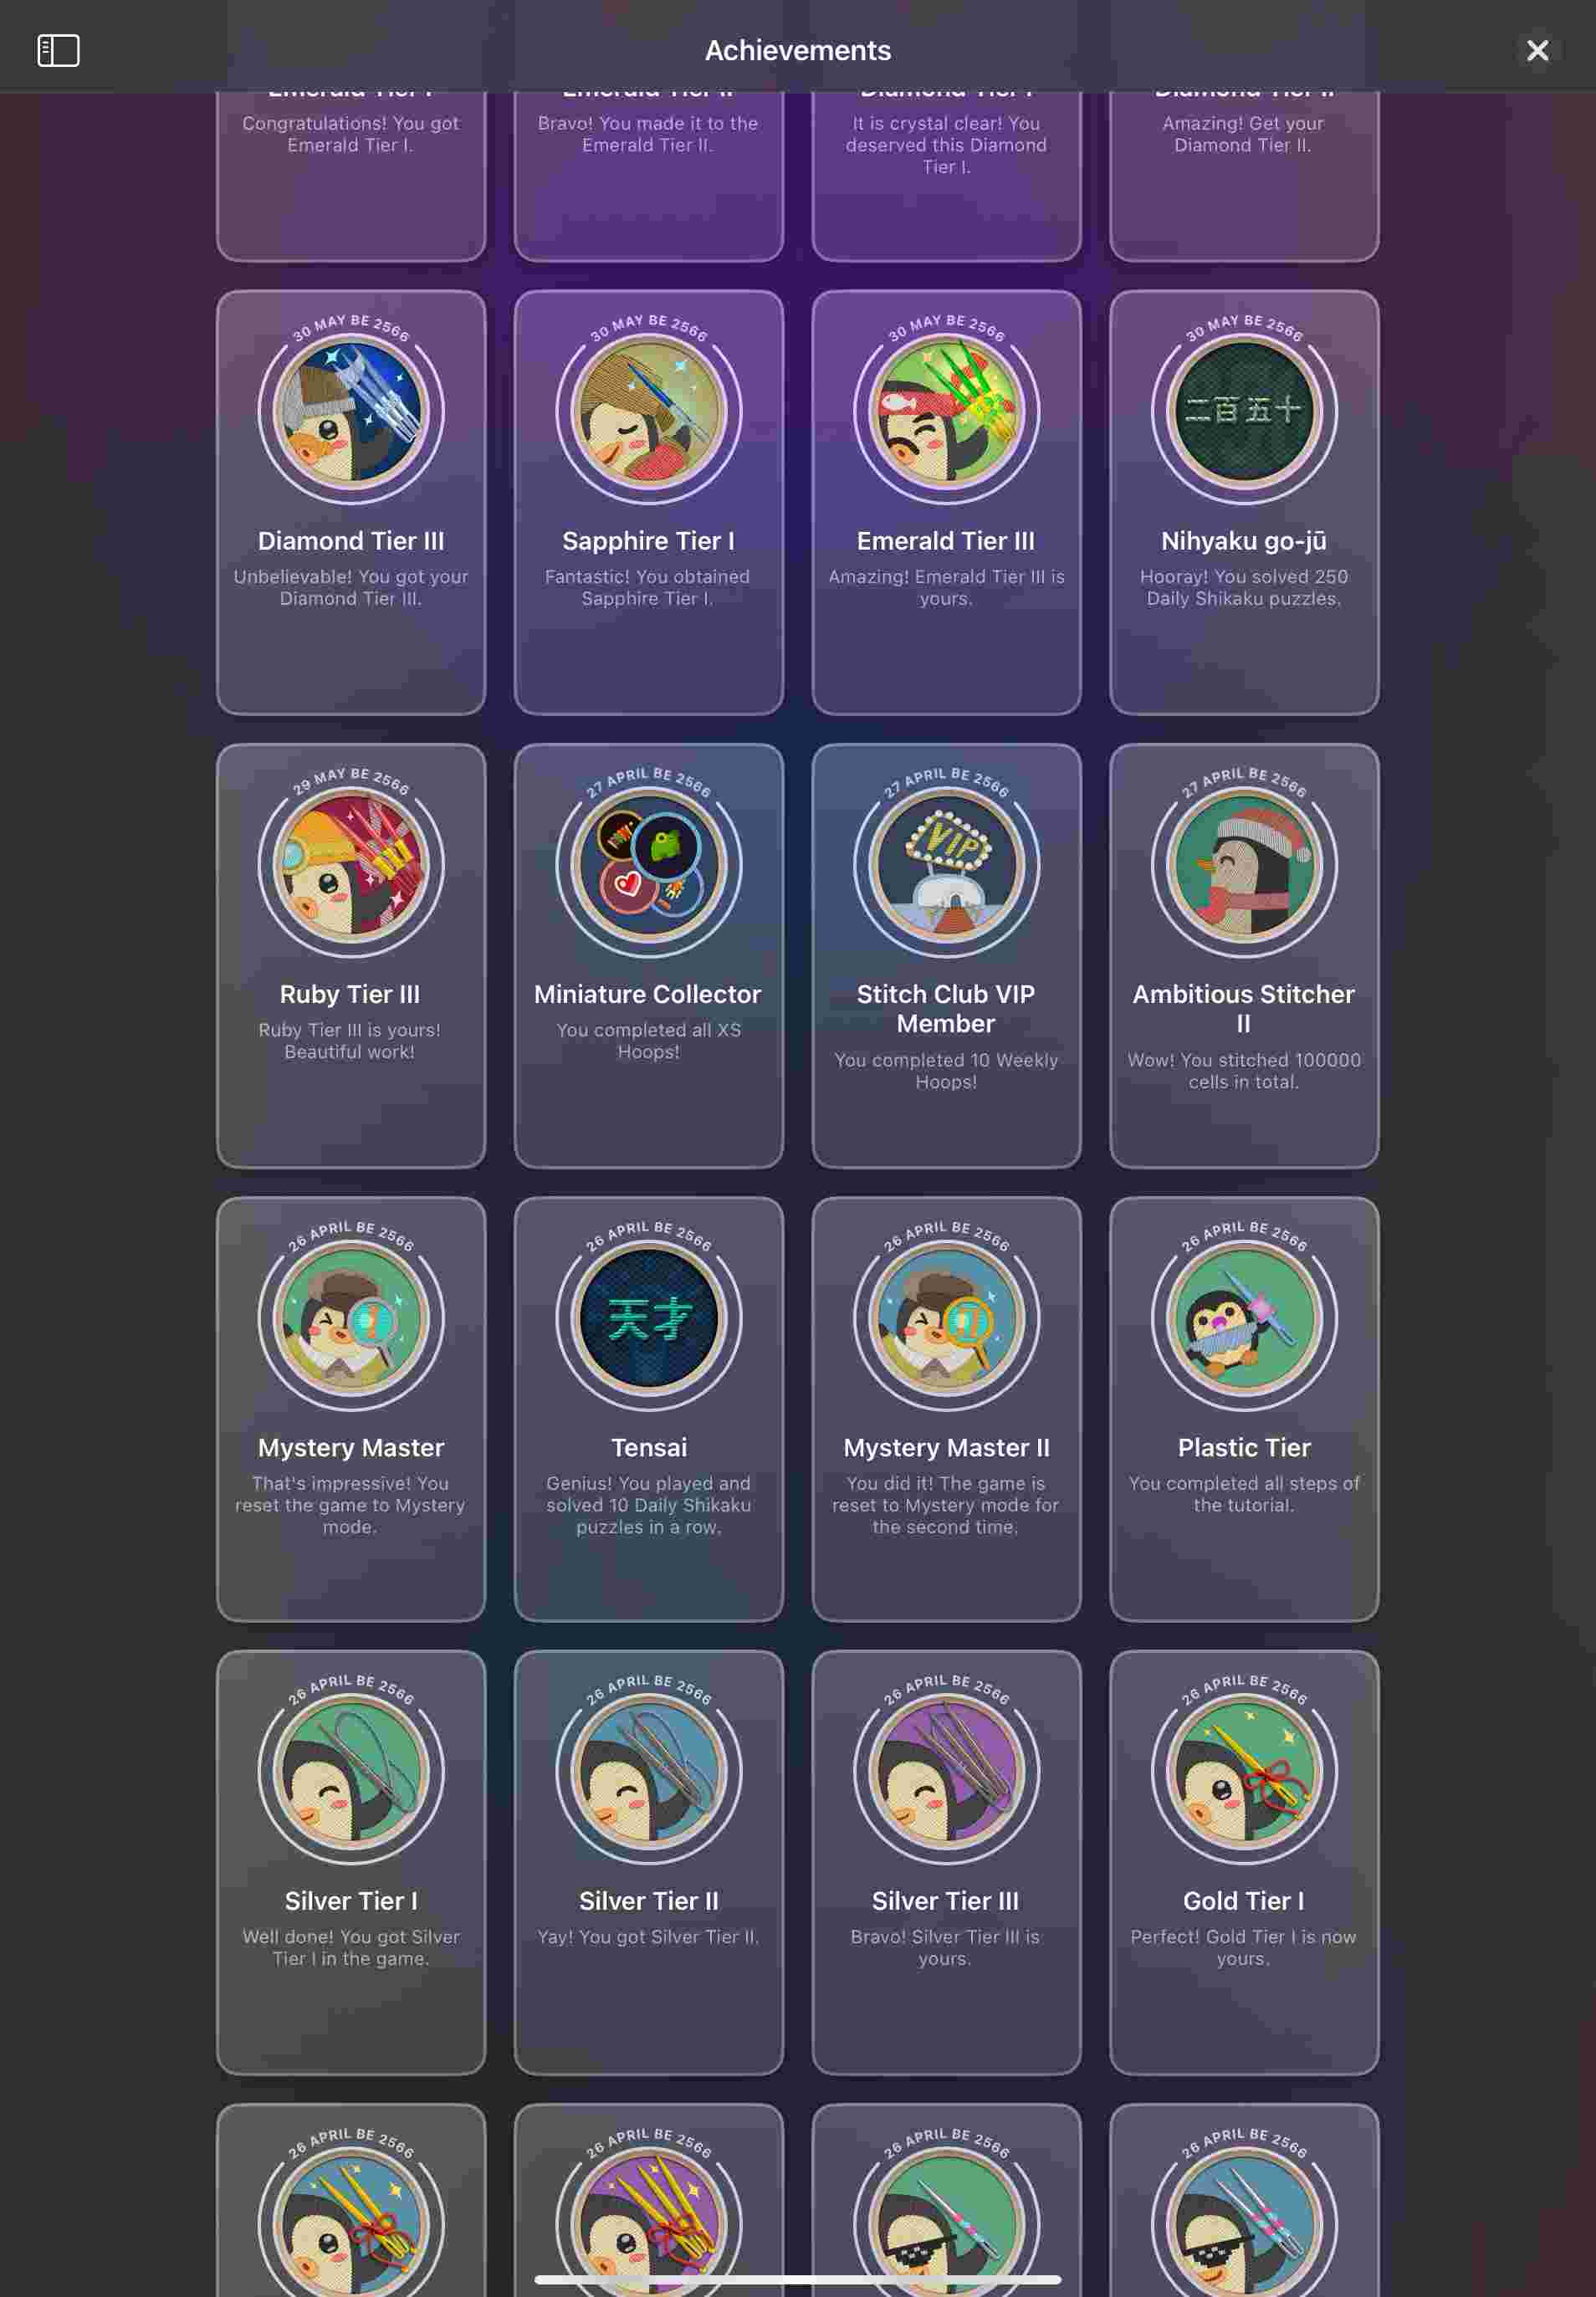 Achievements
Emerald Tier I
Emerald Tier II
Diamond Tier I
Diamond Tier II
Congratulations! You got
Emerald Tier I.
Bravo! You made it to the
Emerald Tier II.
It is crystal clear! You
deserved this Diamond
Tier I.
Amazing! Get your
Diamond Tier II.
30 MAY BE 2566
Diamond Tier III
Unbelievable! You got your
Diamond Tier III.
30 MAY BE 2566
Sapphire Tier I
Fantastic! You obtained
Sapphire Tier I.
30 MAY BE 2566
Emerald Tier III
Amazing! Emerald Tier III is
yours.
30 MAY BE 2566
二百五十
Nihyaku go-jū
Hooray! You solved 250
Daily Shikaku puzzles.
29 MAY BE 2566
Ruby Tier III
Ruby Tier III is yours!
Beautiful work!
27 APRIL BE 2566
Miniature Collector
You completed all XS
Hoops!
27 APRIL BE 2566
VIP
Stitch Club VIP
Member
You completed 10 Weekly
Hoops!
27 APRIL BE 2566
Ambitious Stitcher
II
Wow! You stitched 100000
cells in total.
26 APRIL BE 2566
Mystery Master
That's impressive! You
reset the game to Mystery
mode.
26 APRIL BE 2566
天才
Tensai
Genius! You played and
solved 10 Daily Shikaku
puzzles in a row.
26 APRIL BE 2566
Mystery Master II
You did it! The game is
reset to Mystery mode for
the second time.
26 APRIL BE 2566
Plastic Tier
You completed all steps of
the tutorial.
26 APRIL BE 2566
Silver Tier I
Well done! You got Silver
Tier I in the game.
26 APRIL BE 2566
Silver Tier II
Yay! You got Silver Tier II.
26 APRIL BE 2566
Silver Tier III
Bravo! Silver Tier III is
yours.
26 APRIL BE 2566
Gold Tier I
Perfect! Gold Tier I is now
yours.
26 APRIL BE 2566
26 APRIL BE 2566
26 APRIL BE 2566
26 APRIL BE 2566